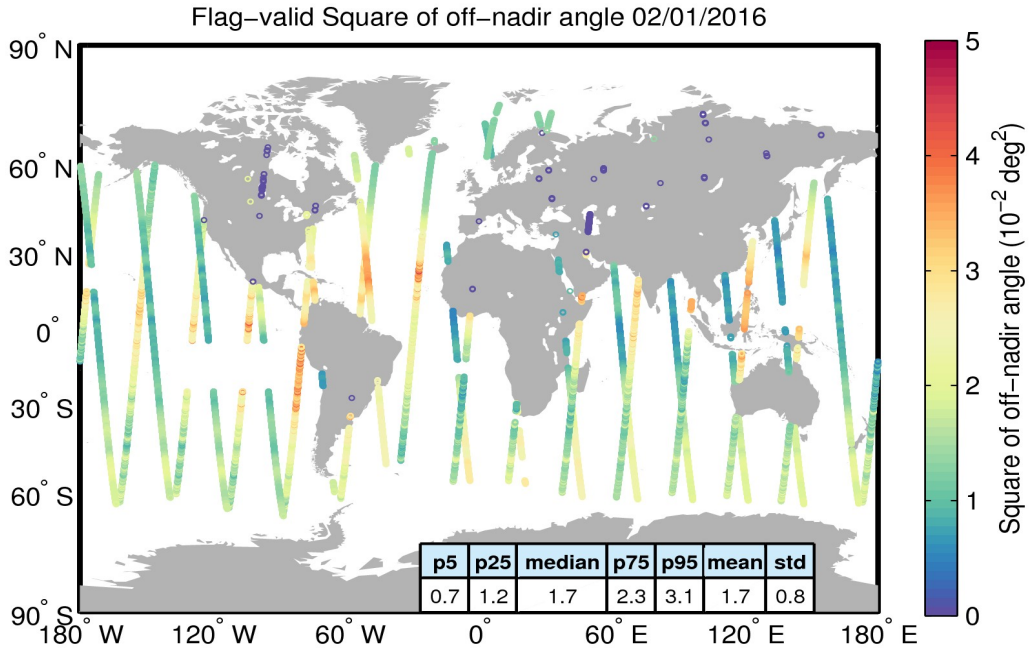 Flag−valid Square of off−nadir angle 02/01/2016
90° N
60° N
30° N
0°
30° S
60° S
90° S
180° W
120° W
60° W
0°
60° E
120° E
180° E
p5 p25 median p75 p95 mean std
0.7 1.2 1.7 2.3 3.1 1.7 0.8
5
4
3
2
1
0
Square of off−nadir angle (10⁻² deg²)